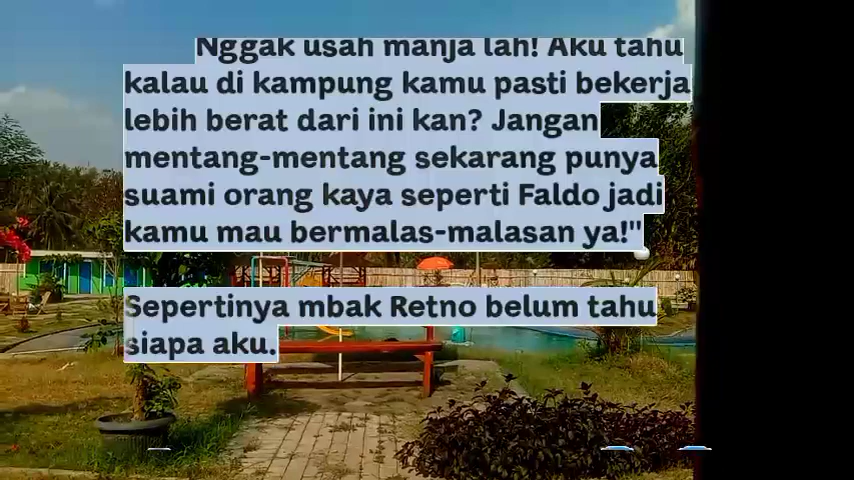 Nggak usah manja lah! Aku tahu
kalau di kampung kamu pasti bekerja
lebih berat dari ini kan? Jangan
mentang-mentang sekarang punya
suami orang kaya seperti Faldo jadi
kamu mau bermalas-malasan ya!"
Sepertinya mbak Retno belum tahu
siapa aku.